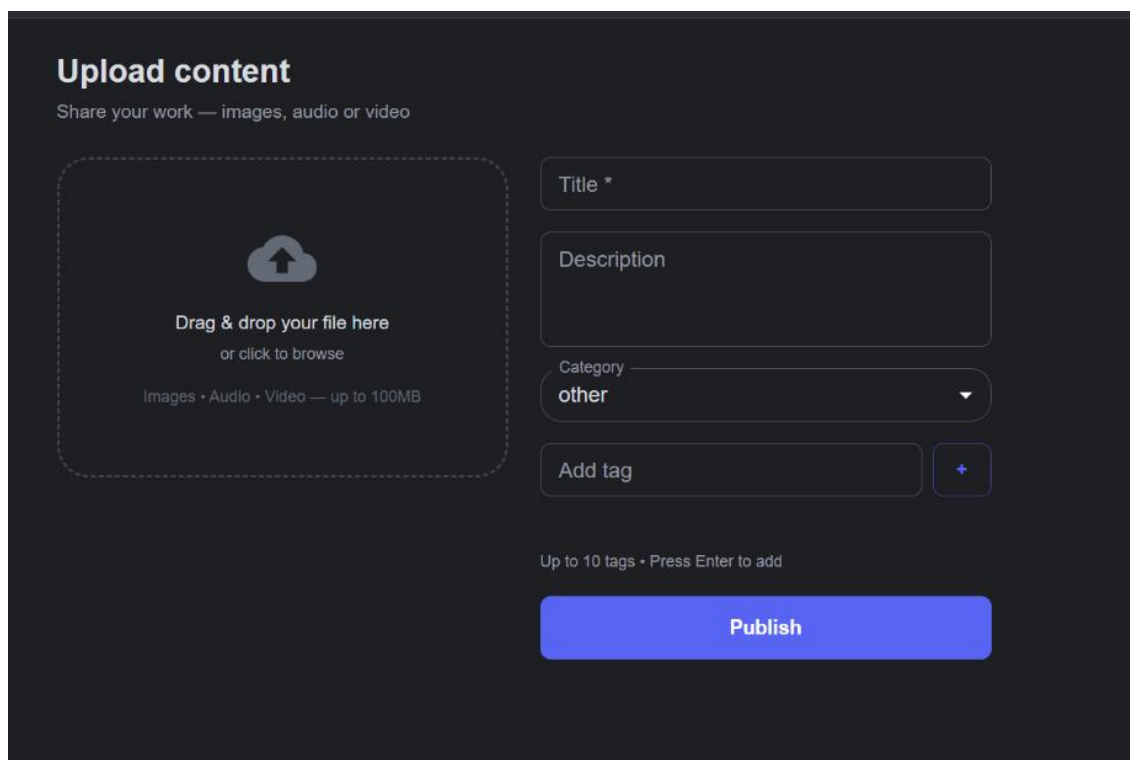 Upload content
Share your work — images, audio or video
Drag & drop your file here
or click to browse
Images • Audio • Video — up to 100MB
Title *
Description
Category
other
Add tag
+
Up to 10 tags • Press Enter to add
Publish